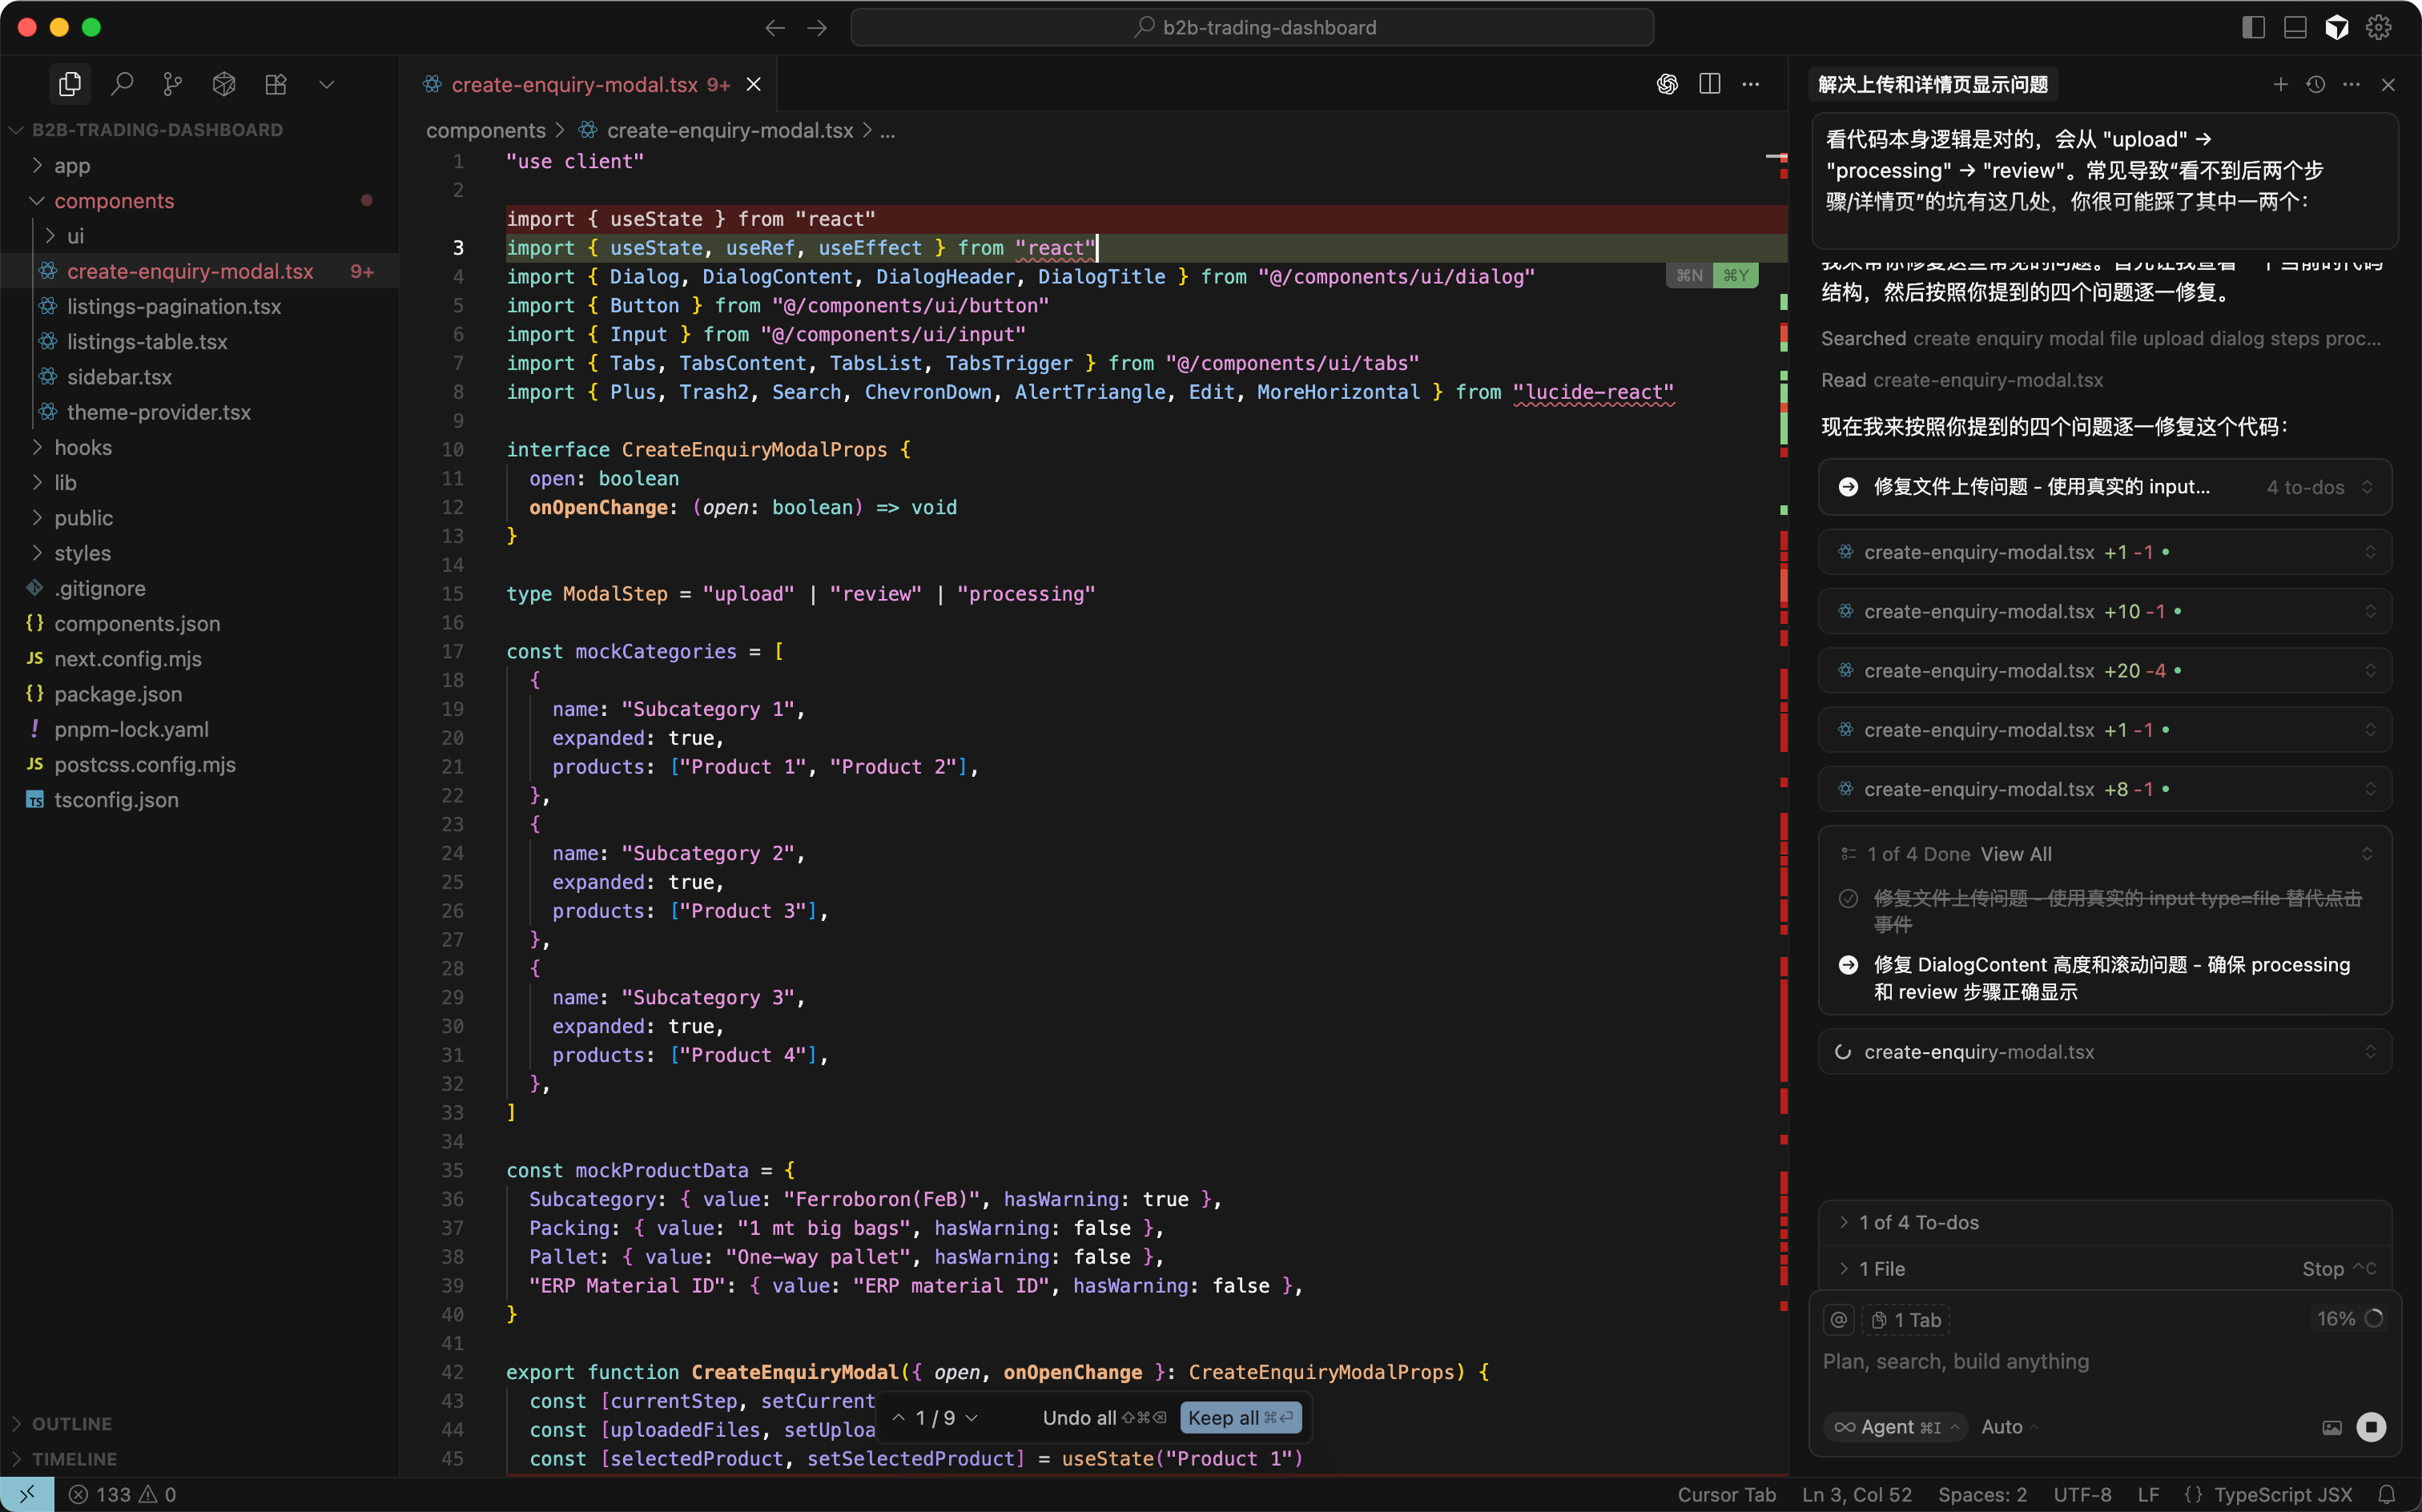 b2b-trading-dashboard
B2B-TRADING-DASHBOARD
app
components
ui
create-enquiry-modal.tsx 9+
listings-pagination.tsx
listings-table.tsx
sidebar.tsx
theme-provider.tsx
hooks
lib
public
styles
.gitignore
{} components.json
JS next.config.mjs
{} package.json
! pnpm-lock.yaml
JS postcss.config.mjs
TS tsconfig.json
OUTLINE
TIMELINE
create-enquiry-modal.tsx 9+
components > create-enquiry-modal.tsx > ...
1 "use client"
2
import { useState } from "react"
3 import { useState, useRef, useEffect } from "react"
4 import { Dialog, DialogContent, DialogHeader, DialogTitle } from "@/components/ui/dialog"
⌘N ⌘Y
5 import { Button } from "@/components/ui/button"
6 import { Input } from "@/components/ui/input"
7 import { Tabs, TabsContent, TabsList, TabsTrigger } from "@/components/ui/tabs"
8 import { Plus, Trash2, Search, ChevronDown, AlertTriangle, Edit, MoreHorizontal } from "lucide-react"
9
10 interface CreateEnquiryModalProps {
11 open: boolean
12 onOpenChange: (open: boolean) => void
13 }
14
15 type ModalStep = "upload" | "review" | "processing"
16
17 const mockCategories = [
18 {
19 name: "Subcategory 1",
20 expanded: true,
21 products: ["Product 1", "Product 2"],
22 },
23 {
24 name: "Subcategory 2",
25 expanded: true,
26 products: ["Product 3"],
27 },
28 {
29 name: "Subcategory 3",
30 expanded: true,
31 products: ["Product 4"],
32 },
33 ]
34
35 const mockProductData = {
36 Subcategory: { value: "Ferroboron(FeB)", hasWarning: true },
37 Packing: { value: "1 mt big bags", hasWarning: false },
38 Pallet: { value: "One-way pallet", hasWarning: false },
39 "ERP Material ID": { value: "ERP material ID", hasWarning: false },
40 }
41
42 export function CreateEnquiryModal({ open, onOpenChange }: CreateEnquiryModalProps) {
43 const [currentStep, setCurrent
44 const [uploadedFiles, setUploa
45 const [selectedProduct, setSelectedProduct] = useState("Product 1")
1 / 9 Undo all ⇧⌘⌫ Keep all ⌘⏎
解决上传和详情页显示问题
看代码本身逻辑是对的，会从 "upload" →
"processing" → "review"。常见导致“看不到后两个步
骤/详情页”的坑有这几处，你很可能踩了其中一两个：
结构，然后按照你提到的四个问题逐一修复。
Searched create enquiry modal file upload dialog steps proc...
Read create-enquiry-modal.tsx
现在我来按照你提到的四个问题逐一修复这个代码：
修复文件上传问题 - 使用真实的 input... 4 to-dos
create-enquiry-modal.tsx +1 -1
create-enquiry-modal.tsx +10 -1
create-enquiry-modal.tsx +20 -4
create-enquiry-modal.tsx +1 -1
create-enquiry-modal.tsx +8 -1
1 of 4 Done View All
修复文件上传问题 - 使用真实的 input type=file 替代点击
事件
修复 DialogContent 高度和滚动问题 - 确保 processing
和 review 步骤正确显示
create-enquiry-modal.tsx
1 of 4 To-dos
1 File Stop ^C
@ 1 Tab 16%
Plan, search, build anything
Agent ⌘I Auto
133 0
Cursor Tab Ln 3, Col 52 Spaces: 2 UTF-8 LF {} TypeScript JSX